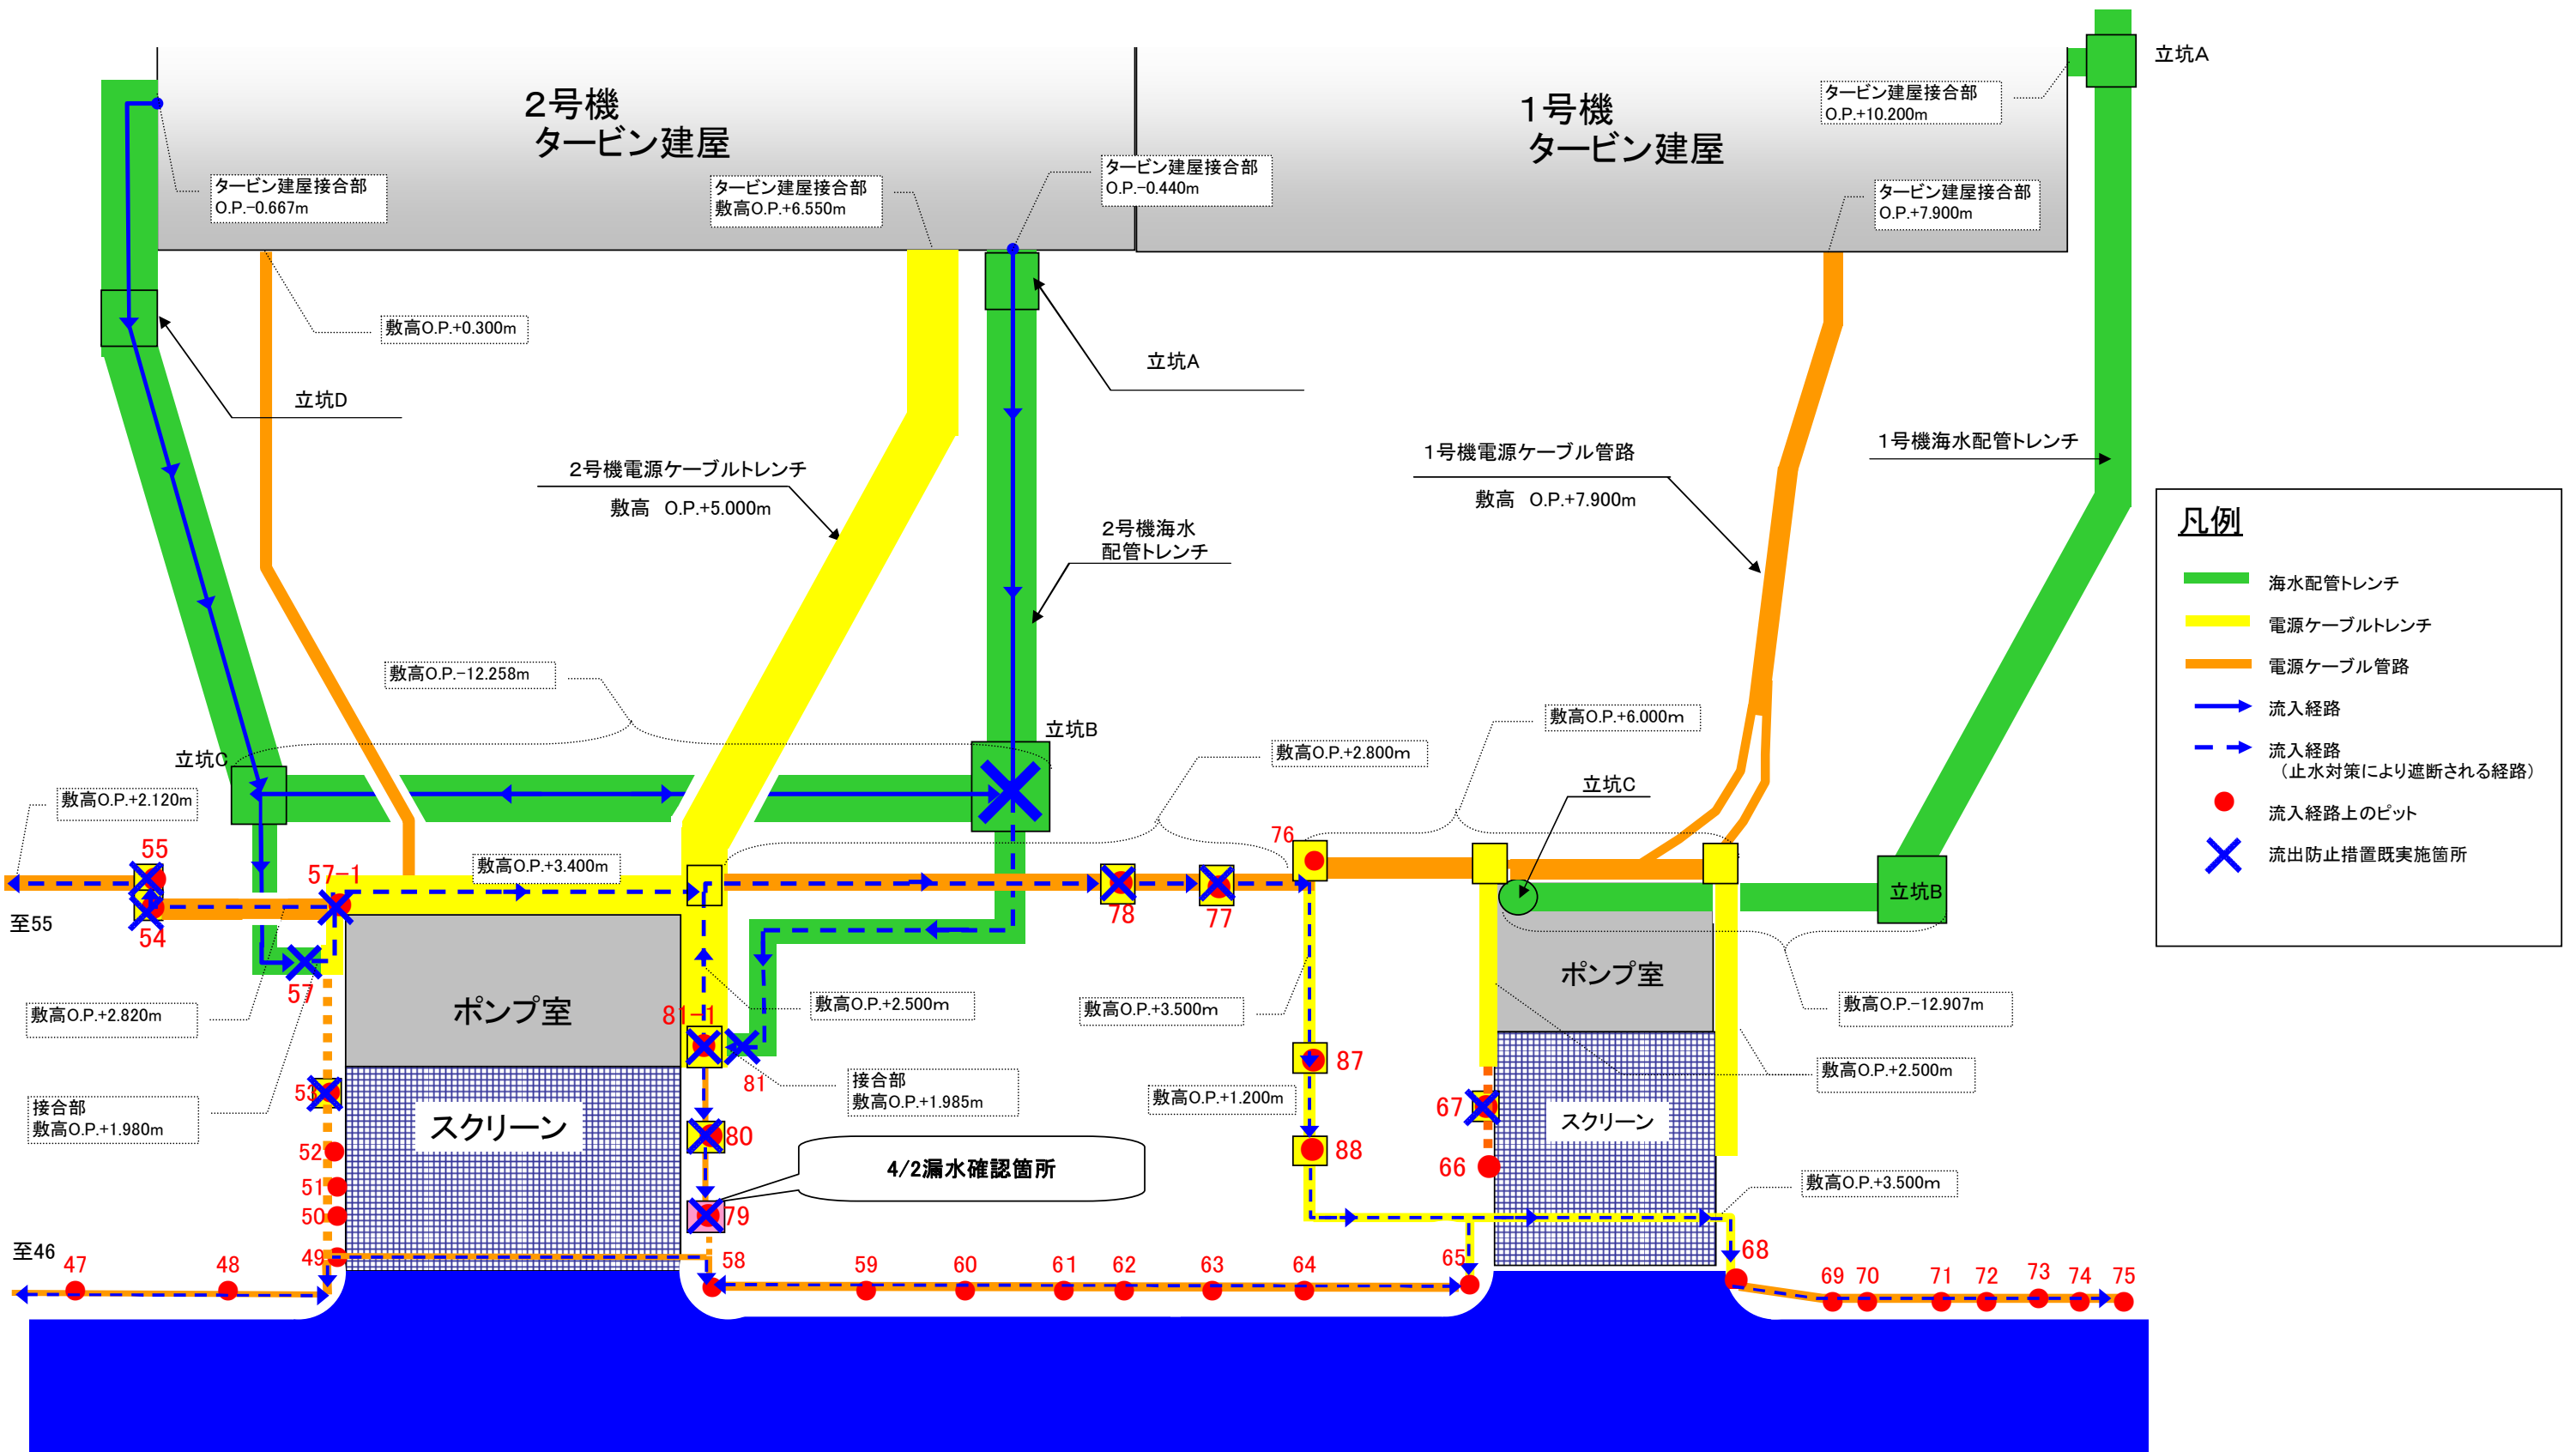 立坑A
2号機
タービン建屋
1号機
タービン建屋
タービン建屋接合部
O.P.+10.200m
タービン建屋接合部
O.P.-0.667m
タービン建屋接合部
敷高O.P.+6.550m
タービン建屋接合部
O.P.-0.440m
タービン建屋接合部
O.P.+7.900m
敷高O.P.+0.300m
立坑D
立坑A
2号機電源ケーブルトレンチ
敷高 O.P.+5.000m
1号機電源ケーブル管路
敷高 O.P.+7.900m
1号機海水配管トレンチ
2号機海水
配管トレンチ
凡例
海水配管トレンチ
電源ケーブルトレンチ
電源ケーブル管路
流入経路
流入経路
(止水対策により遮断される経路)
流入経路上のピット
流出防止措置既実施箇所
敷高O.P.-12.258m
立坑B
立坑C
敷高O.P.+2.800m
敷高O.P.+6.000m
立坑C
敷高O.P.+2.120m
55
54
至55
57-1
敷高O.P.+3.400m
78
77
76
立坑B
57
敷高O.P.+2.820m
ポンプ室
81-1
敷高O.P.+2.500m
敷高O.P.+3.500m
ポンプ室
敷高O.P.-12.907m
81
接合部
敷高O.P.+1.985m
87
敷高O.P.+2.500m
接合部
敷高O.P.+1.980m
53
スクリーン
敷高O.P.+1.200m
67
スクリーン
80
88
66
52
51
50
4/2漏水確認箇所
79
敷高O.P.+3.500m
至46
47
48
49
58
59
60
61
62
63
64
65
68
69
70
71
72
73
74
75